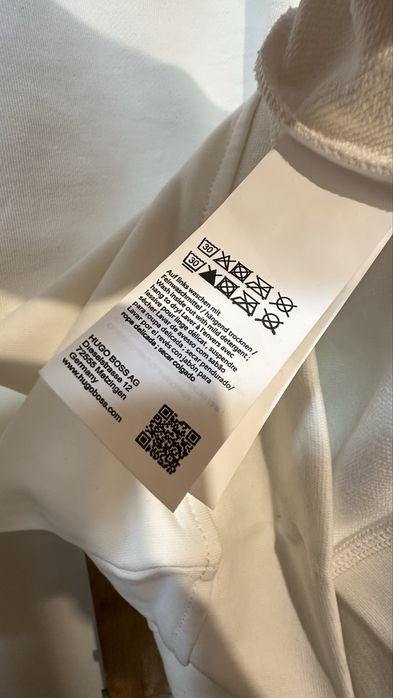 30
30
Auf links waschen mit
Feinwaschmittel / hängend trocknen /
Wash inside out with mild detergent ;
hang to dry/ Laver à l'envers avec
lessive pour linge délicat ; suspendre
sécher/ Lavar de avesso com sabão
para roupa delicada ; secar pendurado/
Lavar por el revés con jabón para
ropa delicada ; secar colgado
HUGO BOSS AG
Dieselstrasse 12
72555 Metzingen
Germany
www.hugoboss.com